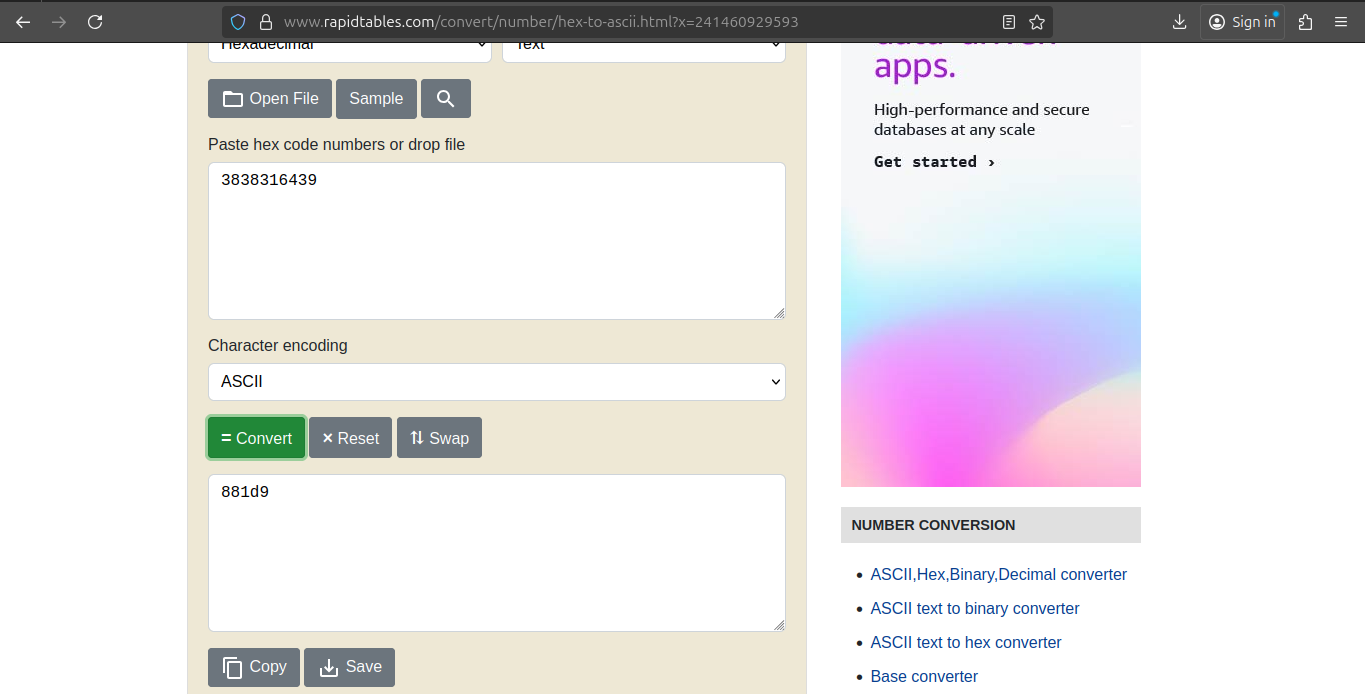 www.rapidtables.com/convert/number/hex-to-ascii.html?x=241460929593
Sign in
Hexadecimal
Text
Open File
Sample
Paste hex code numbers or drop file
3838316439
Character encoding
ASCII
= Convert
× Reset
Swap
881d9
Copy
Save
data-driven
apps.
High-performance and secure
databases at any scale
Get started ›
NUMBER CONVERSION
• ASCII,Hex,Binary,Decimal converter
• ASCII text to binary converter
• ASCII text to hex converter
• Base converter